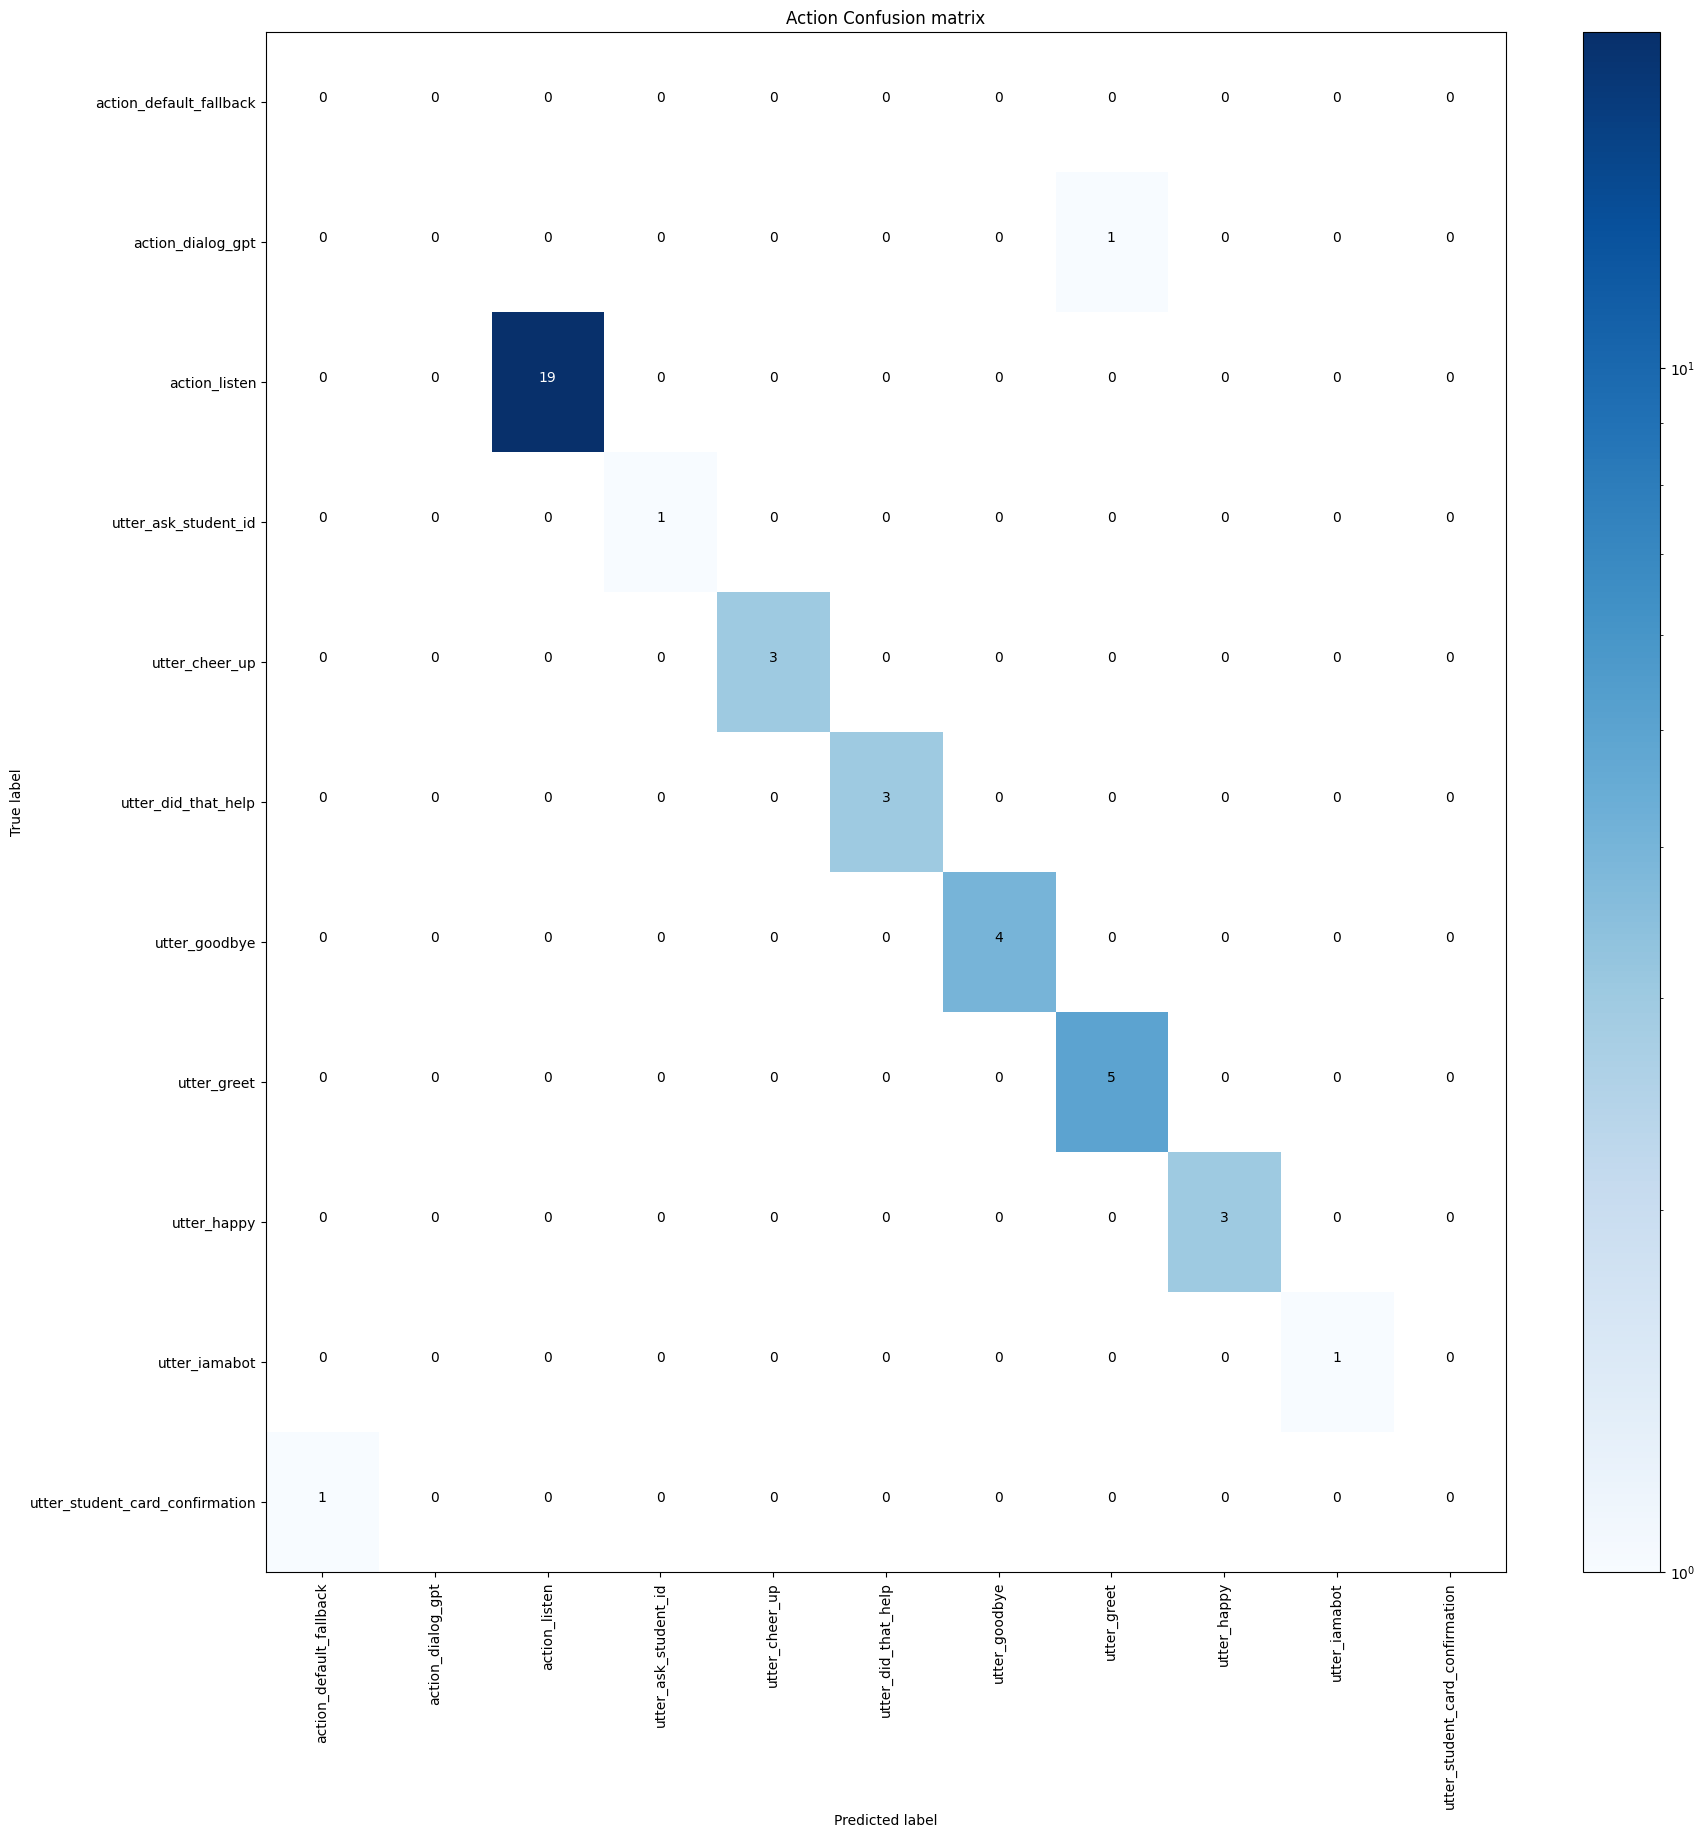 Action Confusion matrix
True label
action_default_fallback 0 0 0 0 0 0 0 0 0 0 0
action_dialog_gpt 0 0 0 0 0 0 0 1 0 0 0
action_listen 0 0 19 0 0 0 0 0 0 0 0
utter_ask_student_id 0 0 0 1 0 0 0 0 0 0 0
utter_cheer_up 0 0 0 0 3 0 0 0 0 0 0
utter_did_that_help 0 0 0 0 0 3 0 0 0 0 0
utter_goodbye 0 0 0 0 0 0 4 0 0 0 0
utter_greet 0 0 0 0 0 0 0 5 0 0 0
utter_happy 0 0 0 0 0 0 0 0 3 0 0
utter_iamabot 0 0 0 0 0 0 0 0 0 1 0
utter_student_card_confirmation 1 0 0 0 0 0 0 0 0 0 0
action_default_fallback
action_dialog_gpt
action_listen
utter_ask_student_id
utter_cheer_up
utter_did_that_help
utter_goodbye
utter_greet
utter_happy
utter_iamabot
utter_student_card_confirmation
Predicted label
10¹
10⁰